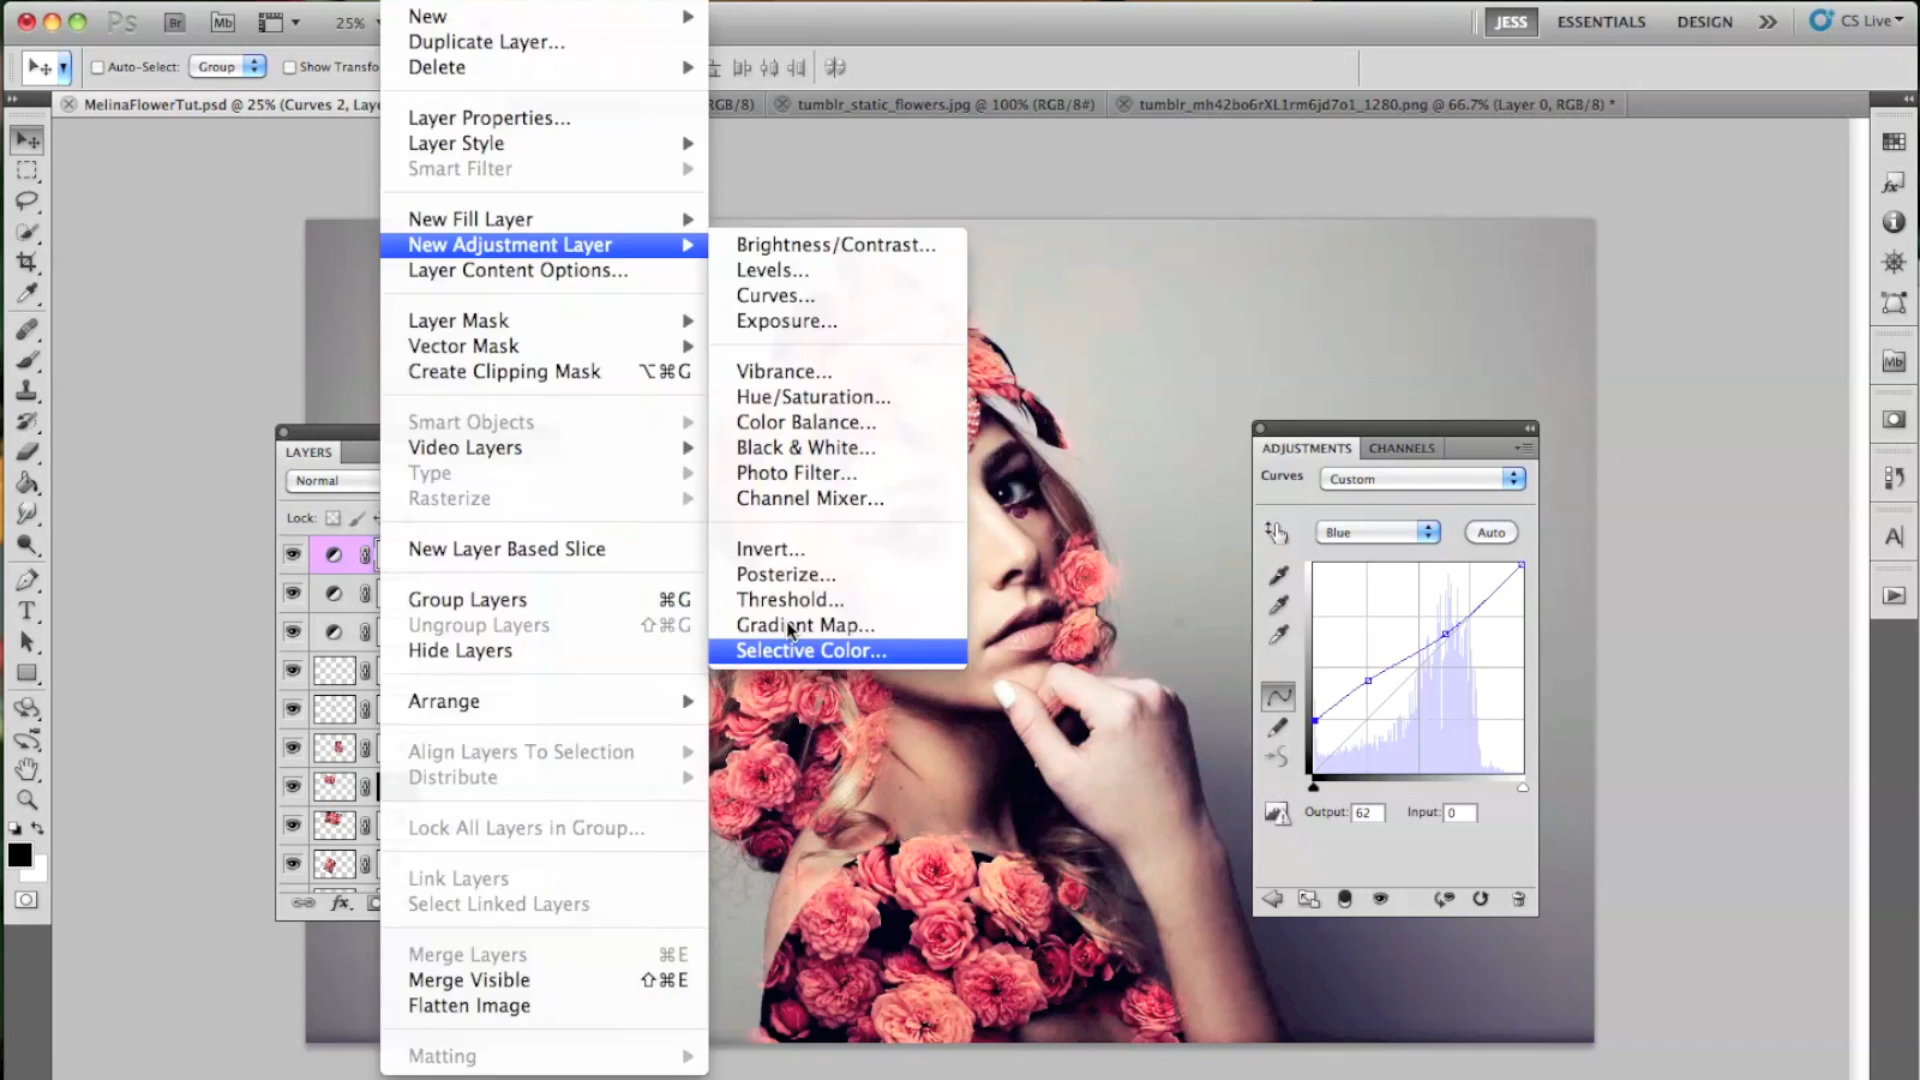 Ps
Br
Mb
25%
JESS
ESSENTIALS
DESIGN
CS Live
Auto-Select:
Group
Show Transfo
MelinaFlowerTut.psd @ 25% (Curves 2, Laye
RGB/8)
tumblr_static_flowers.jpg @ 100% (RGB/8#)
tumblr_mh42bo6rXL1rm6jd7o1_1280.png @ 66.7% (Layer 0, RGB/8) *
New
Duplicate Layer...
Delete
Layer Properties...
Layer Style
Smart Filter
New Fill Layer
New Adjustment Layer
Layer Content Options...
Layer Mask
Vector Mask
Create Clipping Mask ⌥⌘G
Smart Objects
Video Layers
Type
Rasterize
New Layer Based Slice
Group Layers ⌘G
Ungroup Layers ⇧⌘G
Hide Layers
Arrange
Align Layers To Selection
Distribute
Lock All Layers in Group...
Link Layers
Select Linked Layers
Merge Layers ⌘E
Merge Visible ⇧⌘E
Flatten Image
Matting
Brightness/Contrast...
Levels...
Curves...
Exposure...
Vibrance...
Hue/Saturation...
Color Balance...
Black & White...
Photo Filter...
Channel Mixer...
Invert...
Posterize...
Threshold...
Gradient Map...
Selective Color...
LAYERS
Normal
Lock:
fx.
ADJUSTMENTS
CHANNELS
Curves
Custom
Blue
Auto
Output: 62
Input: 0
Mb
A
T